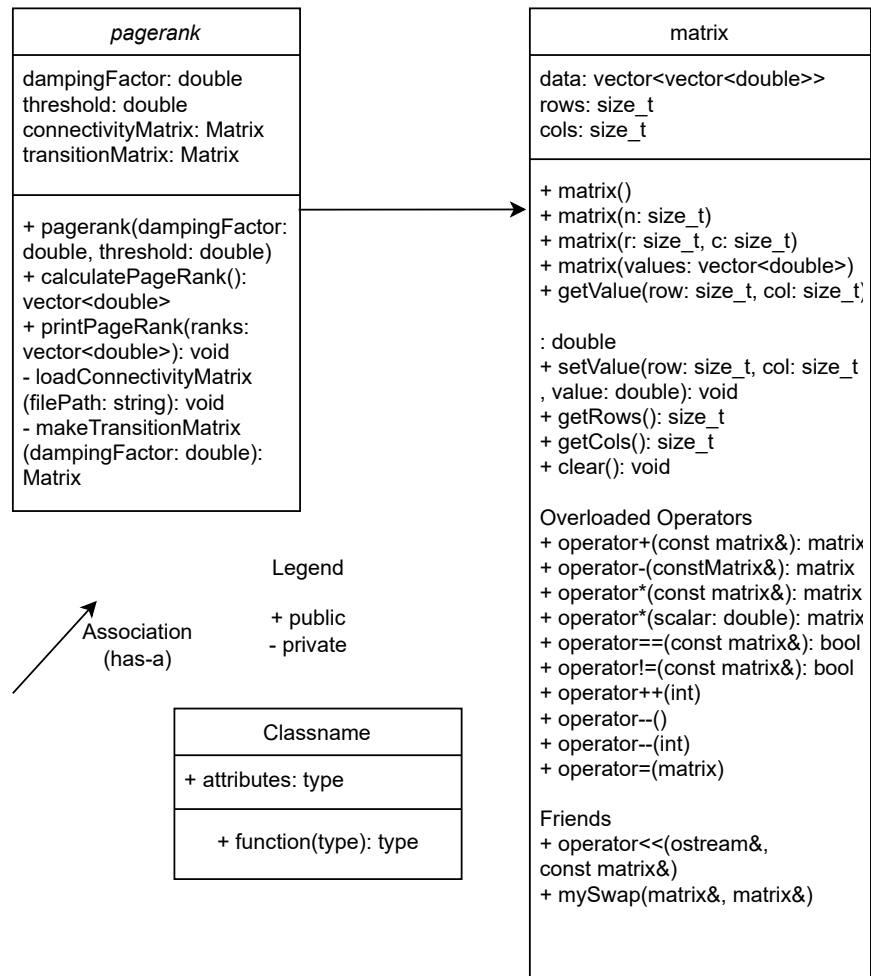 pagerank
dampingFactor: double
threshold: double
connectivityMatrix: Matrix
transitionMatrix: Matrix
+ pagerank(dampingFactor:
double, threshold: double)
+ calculatePageRank():
vector<double>
+ printPageRank(ranks:
vector<double>): void
- loadConnectivityMatrix
(filePath: string): void
- makeTransitionMatrix
(dampingFactor: double):
Matrix
matrix
data: vector<vector<double>>
rows: size_t
cols: size_t
+ matrix()
+ matrix(n: size_t)
+ matrix(r: size_t, c: size_t)
+ matrix(values: vector<double>)
+ getValue(row: size_t, col: size_t)
: double
+ setValue(row: size_t, col: size_t
, value: double): void
+ getRows(): size_t
+ getCols(): size_t
+ clear(): void
Overloaded Operators
+ operator+(const matrix&): matrix
+ operator-(constMatrix&): matrix
+ operator*(const matrix&): matrix
+ operator*(scalar: double): matrix
+ operator==(const matrix&): bool
+ operator!=(const matrix&): bool
+ operator++(int)
+ operator--()
+ operator--(int)
+ operator=(matrix)
Friends
+ operator<<(ostream&,
const matrix&)
+ mySwap(matrix&, matrix&)
Legend
+ public
- private
Association
(has-a)
Classname
+ attributes: type
+ function(type): type